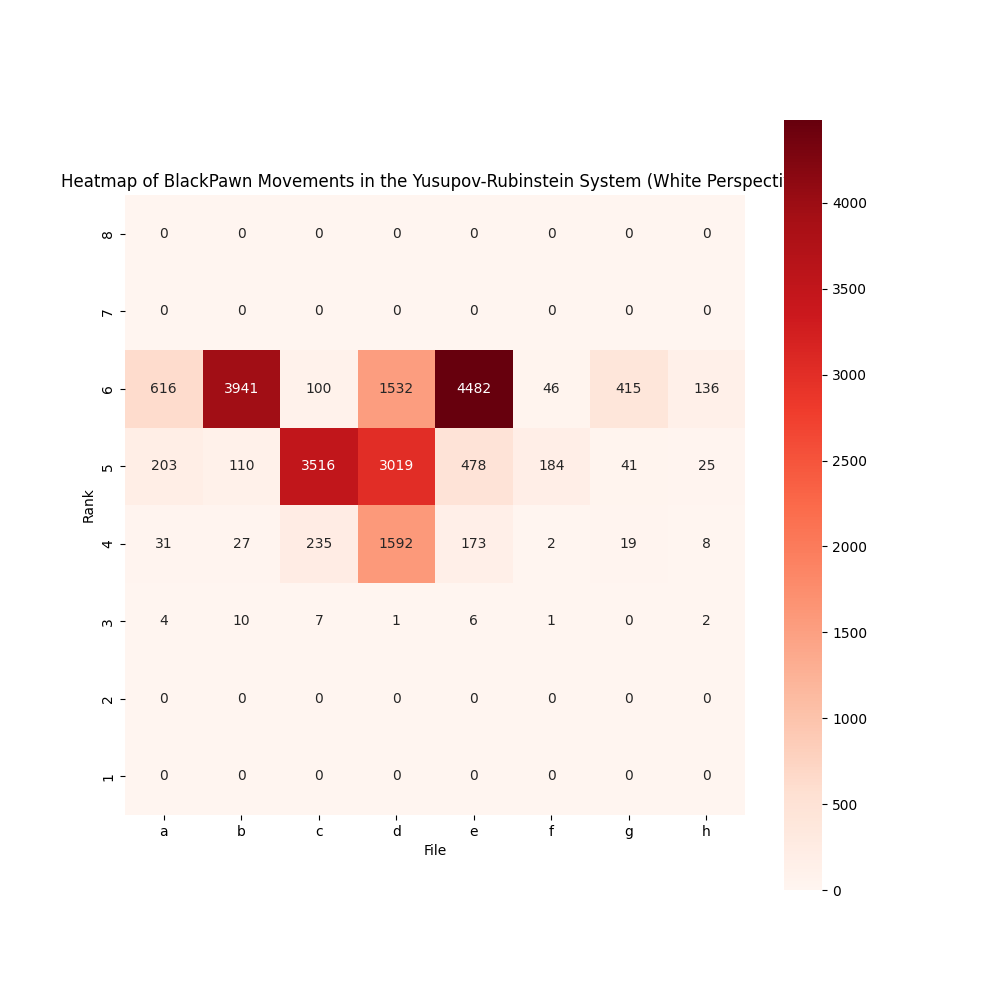 Heatmap of BlackPawn Movements in the Yusupov-Rubinstein System (White Perspecti
4000
3500
3000
2500
2000
1500
1000
500
0
Rank
8 0 0 0 0 0 0 0 0
7 0 0 0 0 0 0 0 0
6 616 3941 100 1532 4482 46 415 136
5 203 110 3516 3019 478 184 41 25
4 31 27 235 1592 173 2 19 8
3 4 10 7 1 6 1 0 2
2 0 0 0 0 0 0 0 0
1 0 0 0 0 0 0 0 0
a b c d e f g h
File